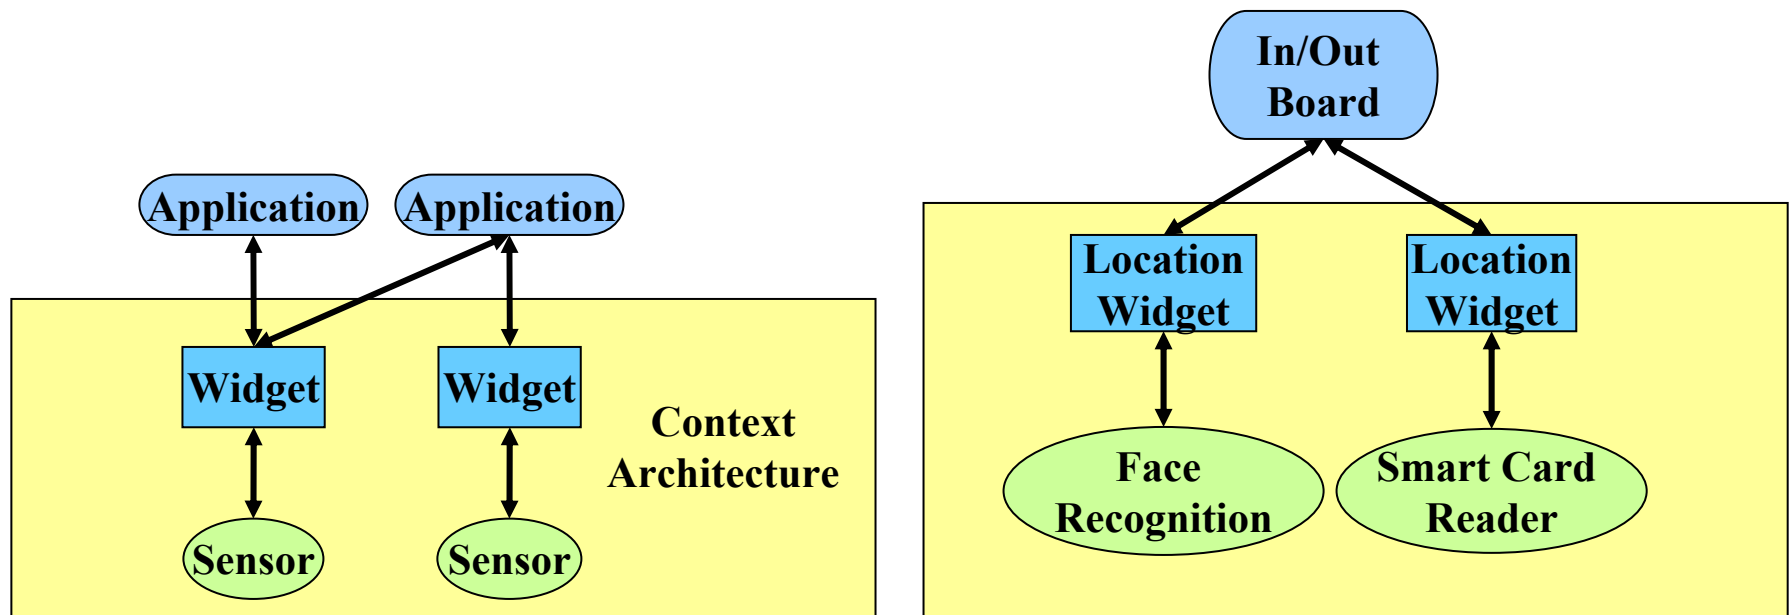 Application
Application
Widget
Widget
Context
Architecture
Sensor
Sensor
In/Out
Board
Location
Widget
Location
Widget
Face
Recognition
Smart Card
Reader